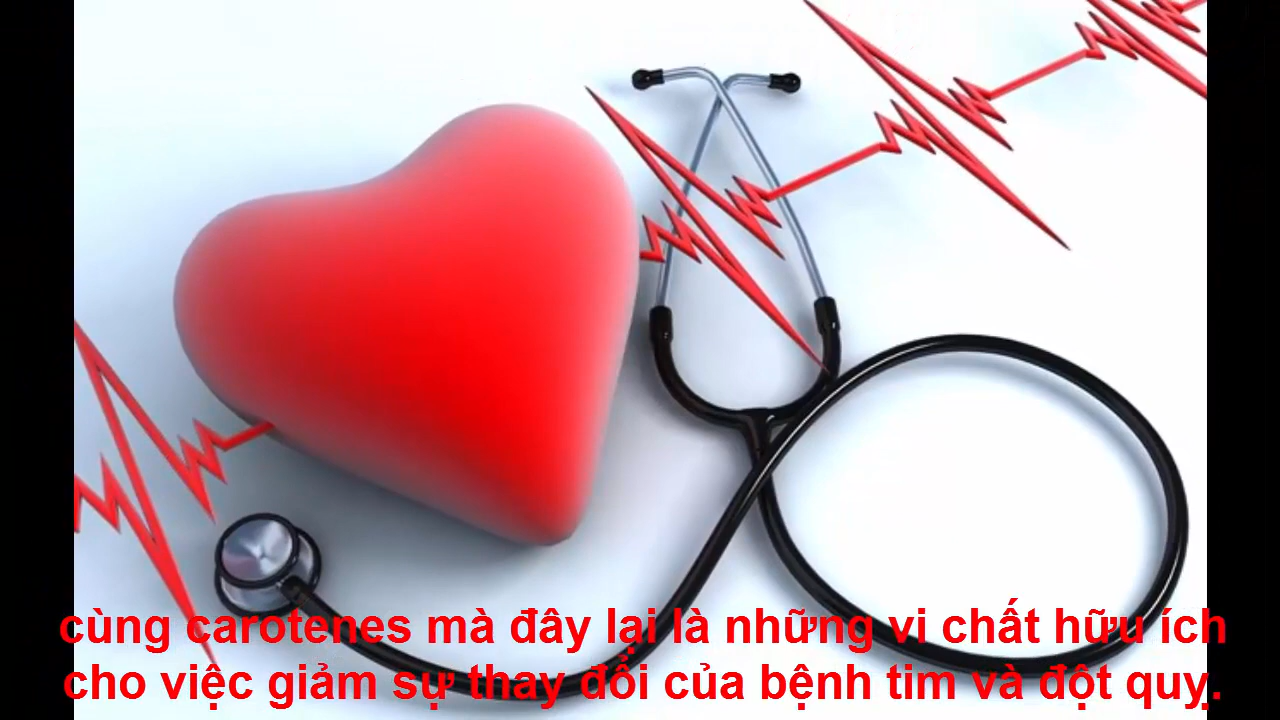 cùng carotenes mà đây lại là những vi chất hữu ích
cho việc giảm sự thay đổi của bệnh tim và đột quỵ.